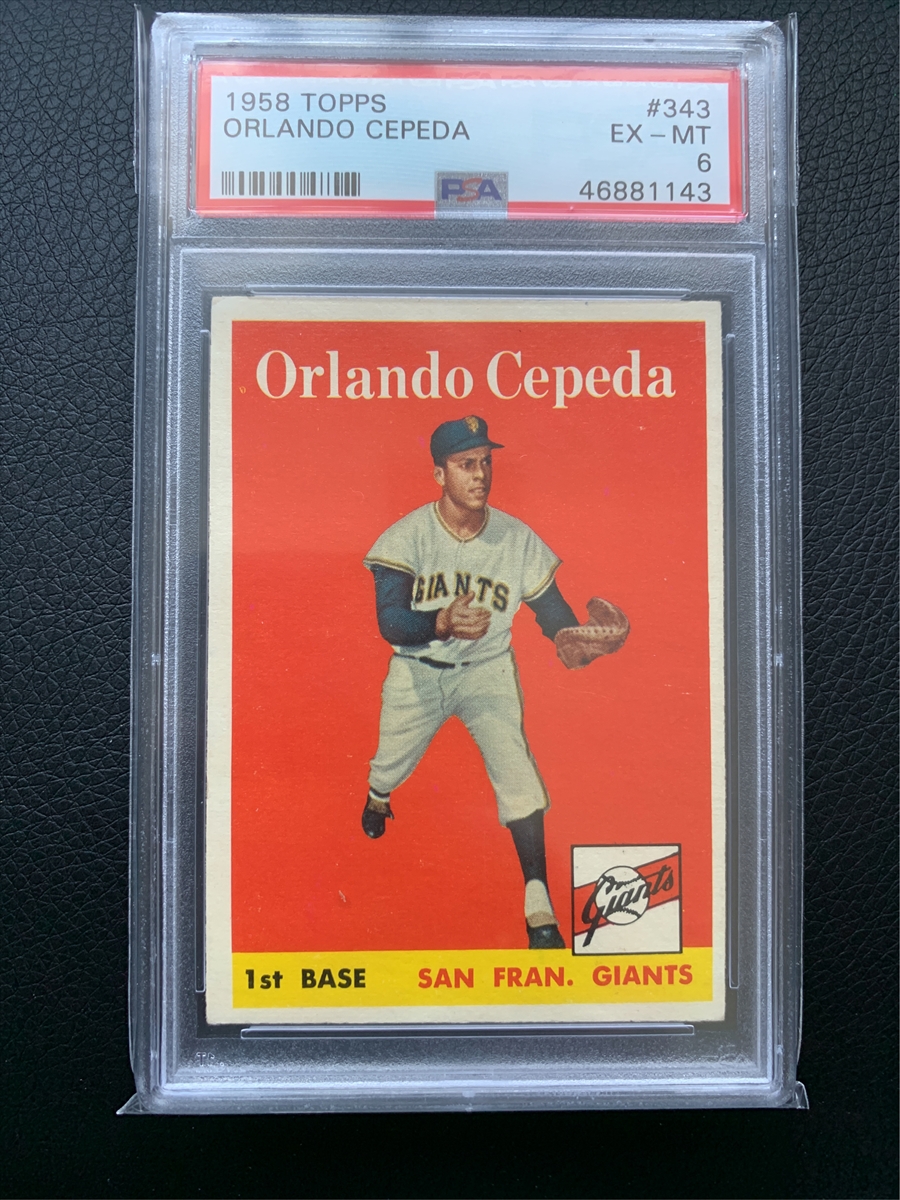 1958 TOPPS #343
ORLANDO CEPEDA EX – MT
6
PSA 46881143
Orlando Cepeda
GIANTS
Giants
1st BASE SAN FRAN. GIANTS